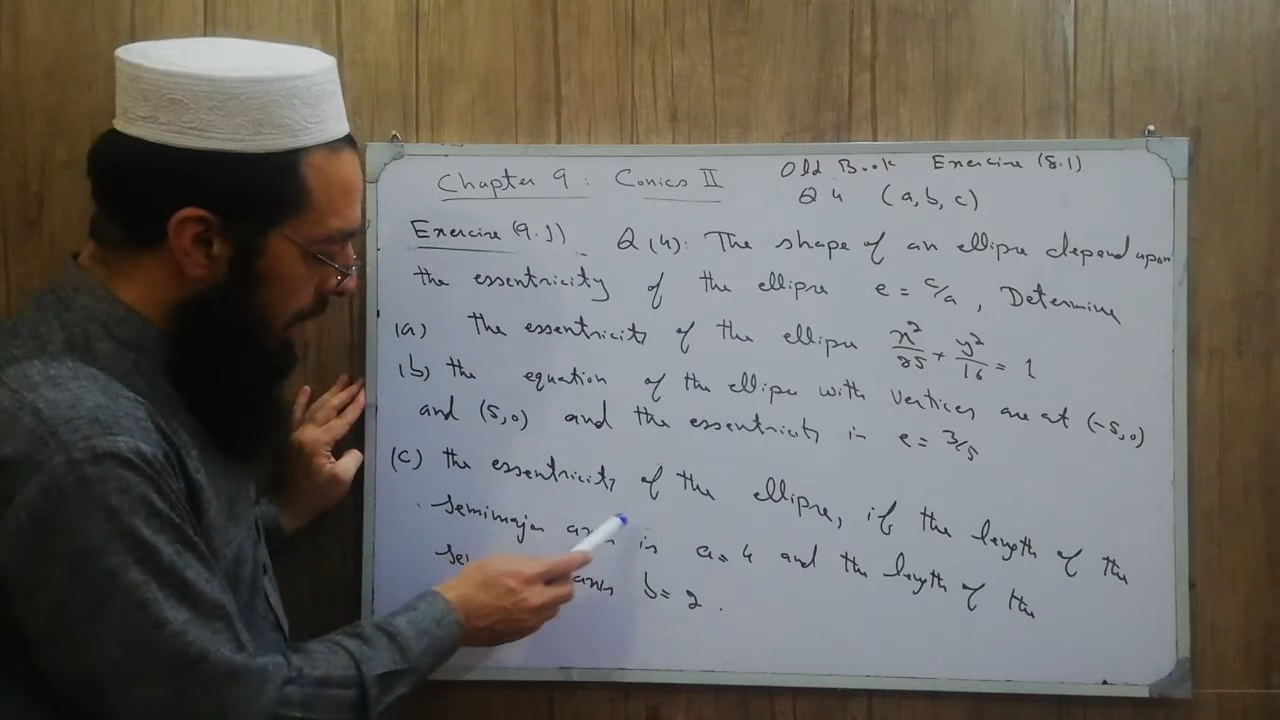 Chapter 9 : Conics II
Old Book Exercise (8.1)
Q 4 (a, b, c)
Exercise (9.1) Q(4): The shape of an ellipse depend upon
the essentricity of the ellipse e = c/a, Determine
(a) the essentricity of the ellipse x²/25 + y²/16 = 1
(b) the equation of the ellipse with vertices are at (-5,0)
and (5,0) and the essentricity is e = 3/5
(c) the essentricity of the ellipse, if the length of the
semimajor axis is a = 4 and the length of the
axis b = 2 .